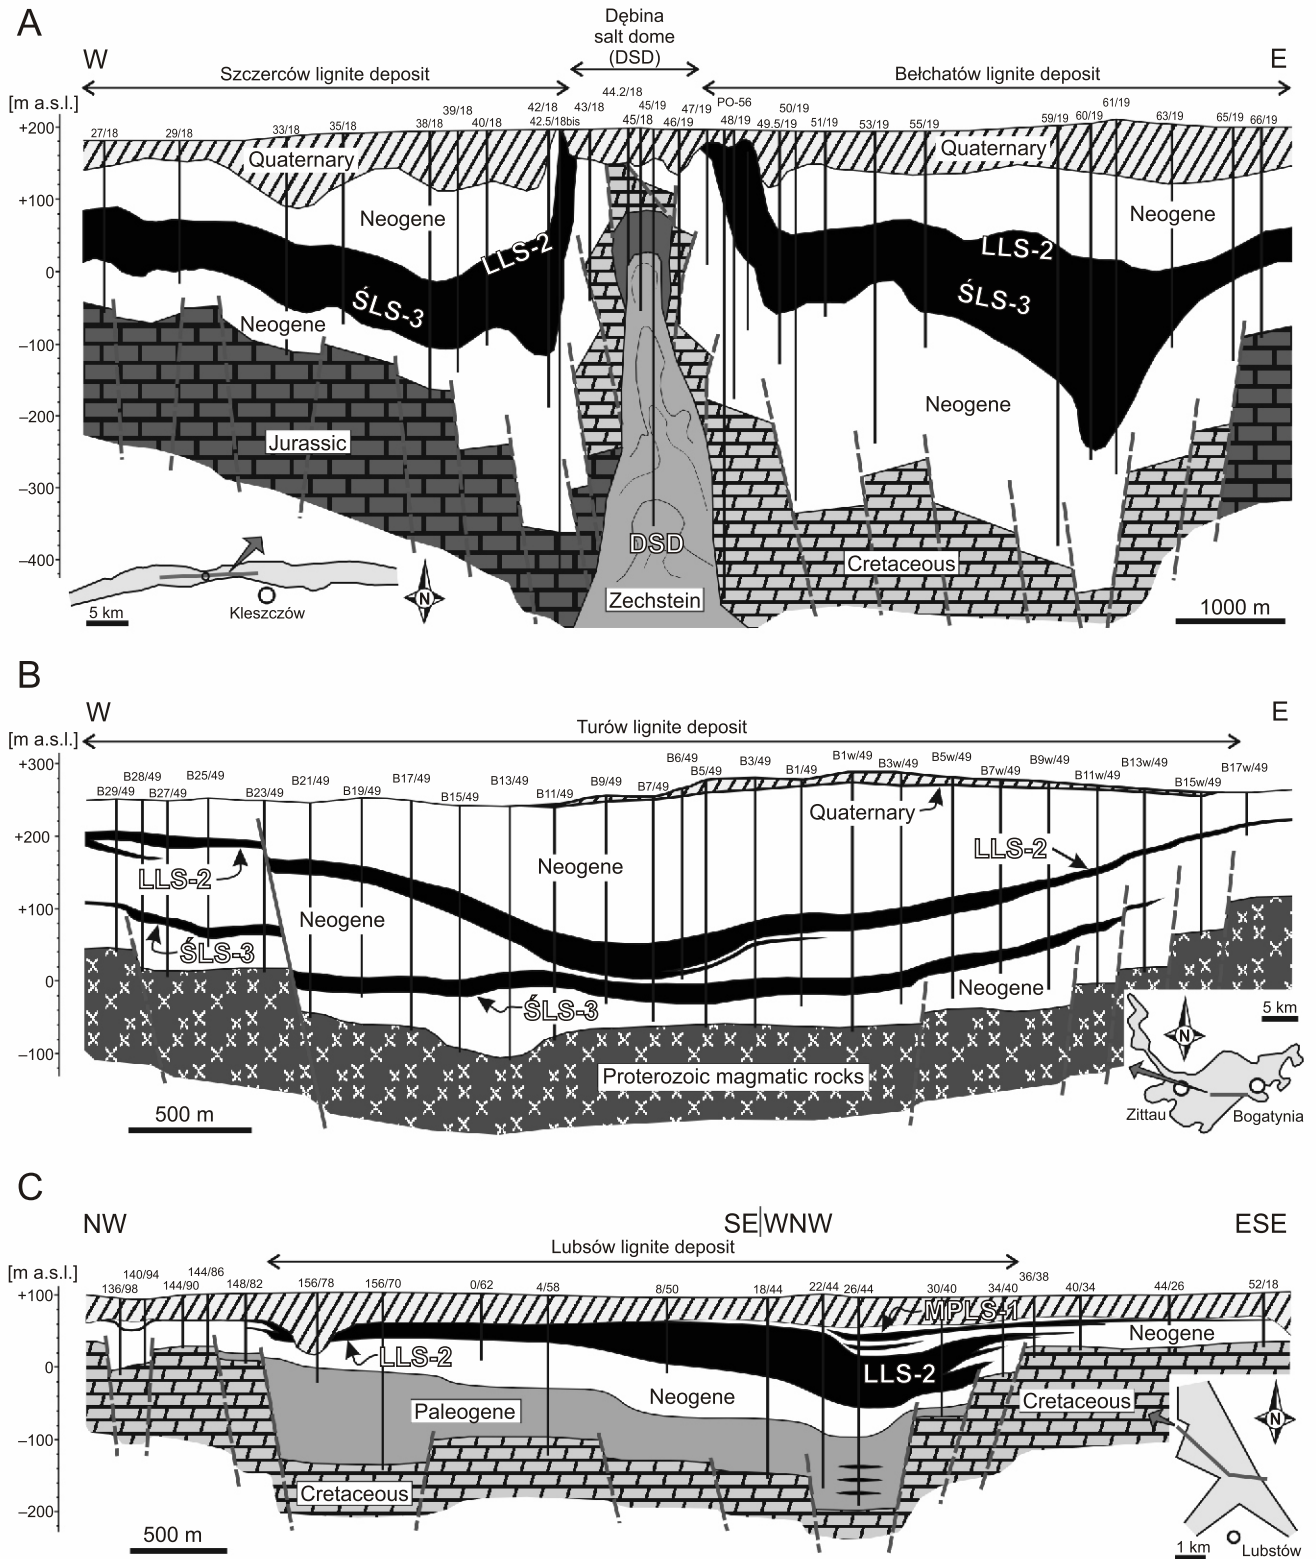 A
Dębina
salt dome
(DSD)
W
E
Szczerców lignite deposit
Bełchatów lignite deposit
[m a.s.l.]
27/18
29/18
33/18
35/18
38/18
39/18
40/18
42/18
42.5/18bis
43/18
44.2/18
45/18
45/19
46/19
47/19
PO-56
48/19
49.5/19
50/19
51/19
53/19
55/19
59/19
60/19
61/19
63/19
65/19
66/19
+200
+100
0
–100
–200
–300
–400
Quaternary
Quaternary
Neogene
Neogene
LLS-2
LLS-2
ŚLS-3
ŚLS-3
Neogene
Neogene
Jurassic
DSD
Cretaceous
Zechstein
Kleszczów
N
5 km
1000 m
B
W
E
Turów lignite deposit
[m a.s.l.]
B29/49
B28/49
B27/49
B25/49
B23/49
B21/49
B19/49
B17/49
B15/49
B13/49
B11/49
B9/49
B7/49
B6/49
B5/49
B3/49
B1/49
B1w/49
B3w/49
B5w/49
B7w/49
B9w/49
B11w/49
B13w/49
B15w/49
B17w/49
+300
+200
+100
0
–100
Quaternary
Neogene
LLS-2
LLS-2
Neogene
ŚLS-3
ŚLS-3
Neogene
Proterozoic magmatic rocks
5 km
N
Zittau
Bogatynia
500 m
C
NW
SE WNW
ESE
Lubsów lignite deposit
[m a.s.l.]
136/98
140/94
144/90
144/86
148/82
156/78
156/70
0/62
4/58
8/50
18/44
22/44
26/44
30/40
34/40
36/38
40/34
44/26
52/18
+100
0
–100
–200
MPLS-1
Neogene
LLS-2
LLS-2
Neogene
Paleogene
Cretaceous
Cretaceous
N
500 m
1 km
Lubstów